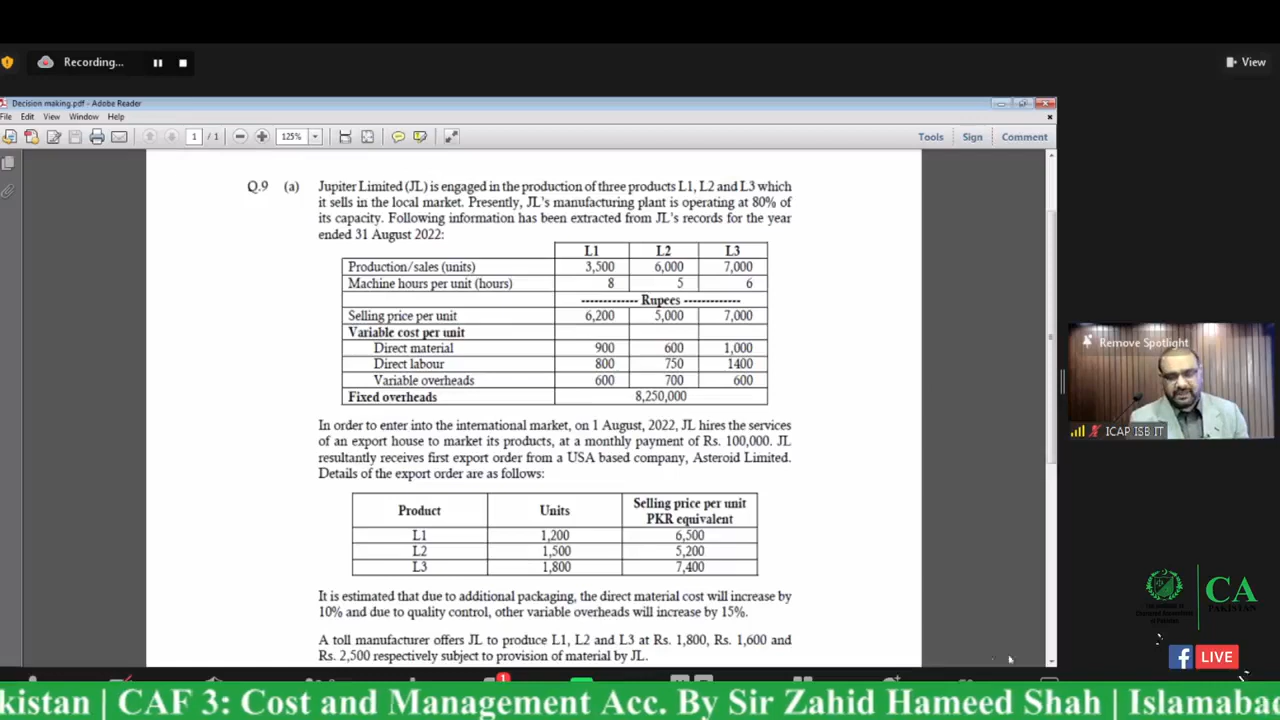 Recording...
View
Decision making.pdf - Adobe Reader
File Edit View Window Help
1 / 1 125% Tools Sign Comment
Q.9 (a) Jupiter Limited (JL) is engaged in the production of three products L1, L2 and L3 which
it sells in the local market. Presently, JL's manufacturing plant is operating at 80% of
its capacity. Following information has been extracted from JL's records for the year
ended 31 August 2022:
L1 L2 L3
Production/sales (units) 3,500 6,000 7,000
Machine hours per unit (hours) 8 5 6
------------ Rupees ------------
Selling price per unit 6,200 5,000 7,000
Variable cost per unit
Direct material 900 600 1,000
Direct labour 800 750 1400
Variable overheads 600 700 600
Fixed overheads 8,250,000
In order to enter into the international market, on 1 August, 2022, JL hires the services
of an export house to market its products, at a monthly payment of Rs. 100,000. JL
resultantly receives first export order from a USA based company, Asteroid Limited.
Details of the export order are as follows:
Product Units Selling price per unit
PKR equivalent
L1 1,200 6,500
L2 1,500 5,200
L3 1,800 7,400
It is estimated that due to additional packaging, the direct material cost will increase by
10% and due to quality control, other variable overheads will increase by 15%.
A toll manufacturer offers JL to produce L1, L2 and L3 at Rs. 1,800, Rs. 1,600 and
Rs. 2,500 respectively subject to provision of material by JL.
Remove Spotlight
ICAP ISB IT
CA
PAKISTAN
f LIVE
1
kistan | CAF 3: Cost and Management Acc. By Sir Zahid Hameed Shah | Islamabad